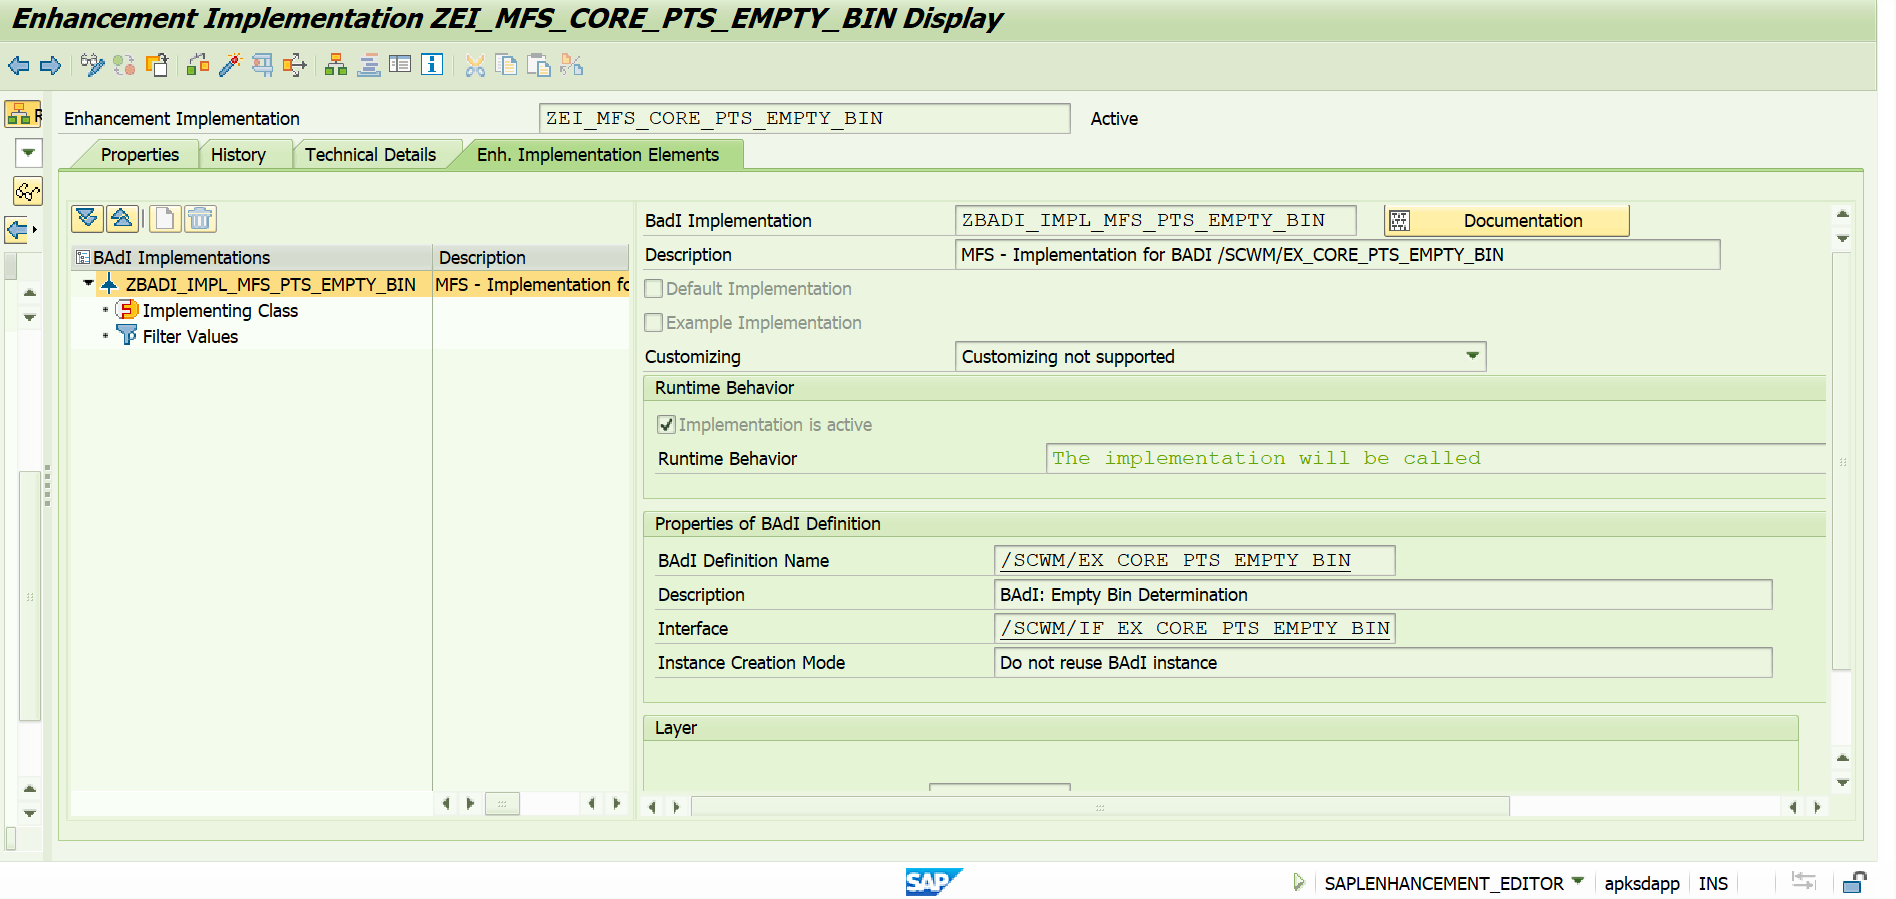 Enhancement Implementation ZEI_MFS_CORE_PTS_EMPTY_BIN Display
Enhancement Implementation ZEI_MFS_CORE_PTS_EMPTY_BIN Active
Properties History Technical Details Enh. Implementation Elements
BAdI Implementations Description
ZBADI_IMPL_MFS_PTS_EMPTY_BIN MFS - Implementation fo
Implementing Class
Filter Values
BadI Implementation ZBADI_IMPL_MFS_PTS_EMPTY_BIN Documentation
Description MFS - Implementation for BADI /SCWM/EX_CORE_PTS_EMPTY_BIN
Default Implementation
Example Implementation
Customizing Customizing not supported
Runtime Behavior
Implementation is active
Runtime Behavior The implementation will be called
Properties of BAdI Definition
BAdI Definition Name /SCWM/EX_CORE_PTS_EMPTY_BIN
Description BAdI: Empty Bin Determination
Interface /SCWM/IF_EX_CORE_PTS_EMPTY_BIN
Instance Creation Mode Do not reuse BAdI instance
Layer
SAP SAPLENHANCEMENT_EDITOR apksdapp INS